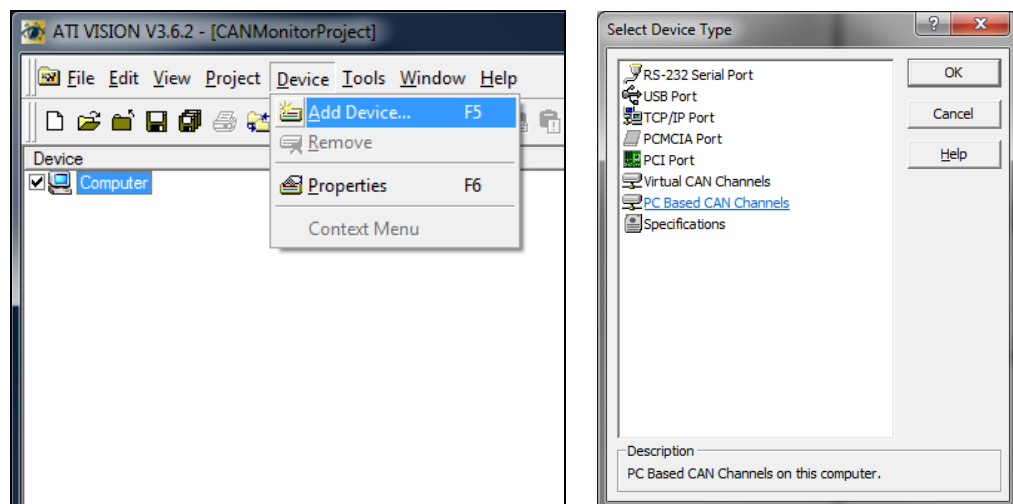 ATI VISION V3.6.2 - [CANMonitorProject]
File Edit View Project Device Tools Window Help
Add Device... F5
Remove
Properties F6
Context Menu
Device
Computer
Select Device Type
RS-232 Serial Port
USB Port
TCP/IP Port
PCMCIA Port
PCI Port
Virtual CAN Channels
PC Based CAN Channels
Specifications
OK
Cancel
Help
Description
PC Based CAN Channels on this computer.